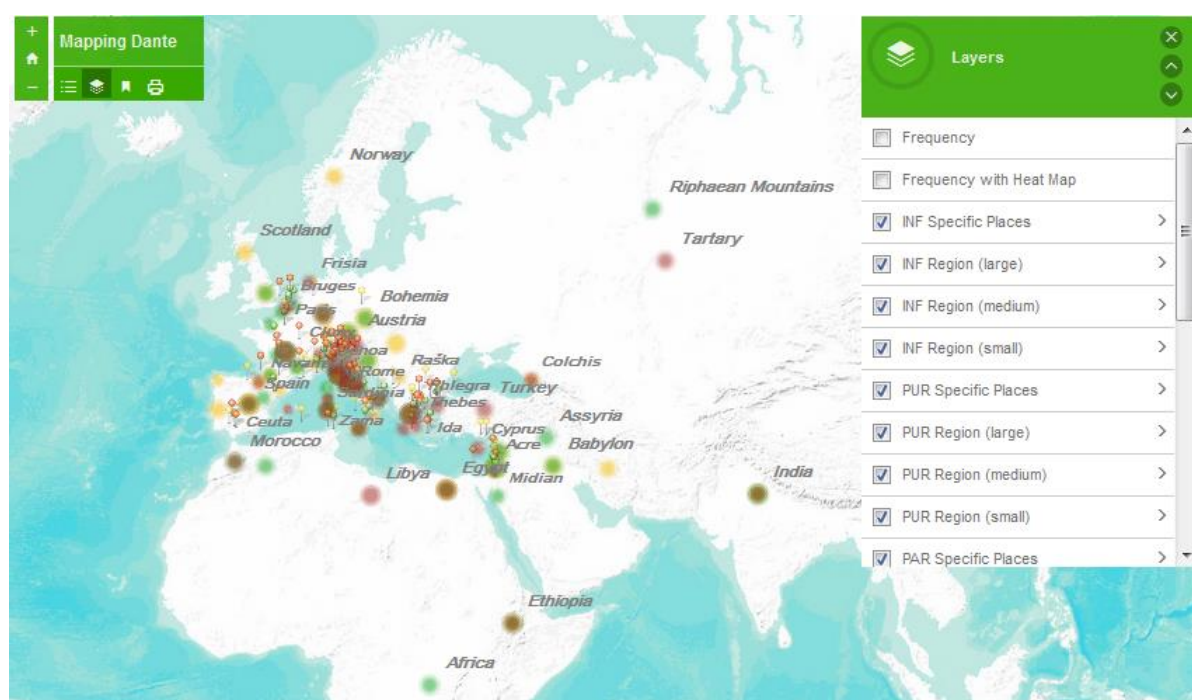 Mapping Dante
Layers
Frequency
Frequency with Heat Map
INF Specific Places
INF Region (large)
INF Region (medium)
INF Region (small)
PUR Specific Places
PUR Region (large)
PUR Region (medium)
PUR Region (small)
PAR Specific Places
Norway
Riphaean Mountains
Tartary
Scotland
Frisia
Bruges
Bohemia
Paris
Austria
Raška
Colchis
Rome
Spain
Phlegra
Turkey
Thebes
Assyria
Ceuta
Zama
Ida
Cyprus
Morocco
Acre
Babylon
Libya
Egypt
Midian
India
Ethiopia
Africa